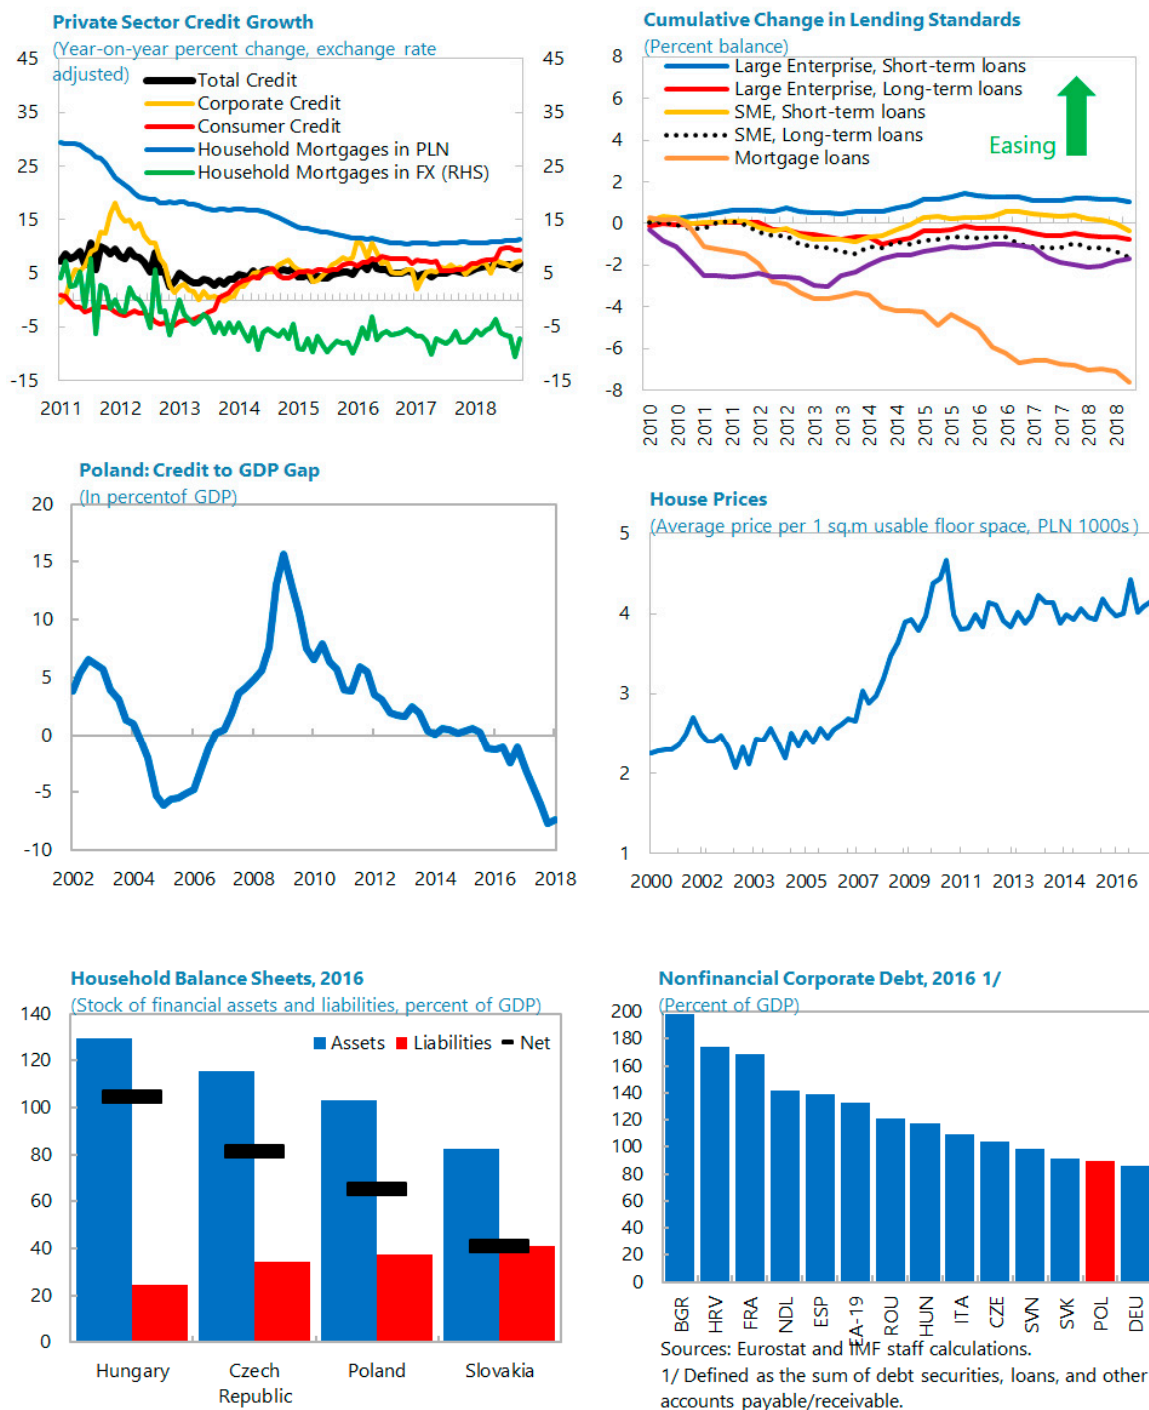 Private Sector Credit Growth
(Year-on-year percent change, exchange rate
adjusted)
45
35
25
15
5
-5
-15
45
35
25
15
5
-5
-15
Total Credit
Corporate Credit
Consumer Credit
Household Mortgages in PLN
Household Mortgages in FX (RHS)
2011 2012 2013 2014 2015 2016 2017 2018
Cumulative Change in Lending Standards
(Percent balance)
8
6
4
2
0
-2
-4
-6
-8
Large Enterprise, Short-term loans
Large Enterprise, Long-term loans
SME, Short-term loans
SME, Long-term loans
Mortgage loans
Easing
2010 2010 2011 2011 2012 2012 2013 2013 2014 2014 2015 2015 2016 2016 2017 2017 2018 2018
Poland: Credit to GDP Gap
(In percentof GDP)
20
15
10
5
0
-5
-10
2002 2004 2006 2008 2010 2012 2014 2016 2018
House Prices
(Average price per 1 sq.m usable floor space, PLN 1000s)
5
4
3
2
1
2000 2002 2003 2005 2007 2009 2011 2013 2014 2016
Household Balance Sheets, 2016
(Stock of financial assets and liabilities, percent of GDP)
140
120
100
80
60
40
20
0
Assets Liabilities Net
Hungary Czech Poland Slovakia
Republic
Nonfinancial Corporate Debt, 2016 1/
(Percent of GDP)
200
180
160
140
120
100
80
60
40
20
0
BGR HRV FRA NDL ESP EA-19 ROU HUN ITA CZE SVN SVK POL DEU
Sources: Eurostat and IMF staff calculations.
1/ Defined as the sum of debt securities, loans, and other
accounts payable/receivable.